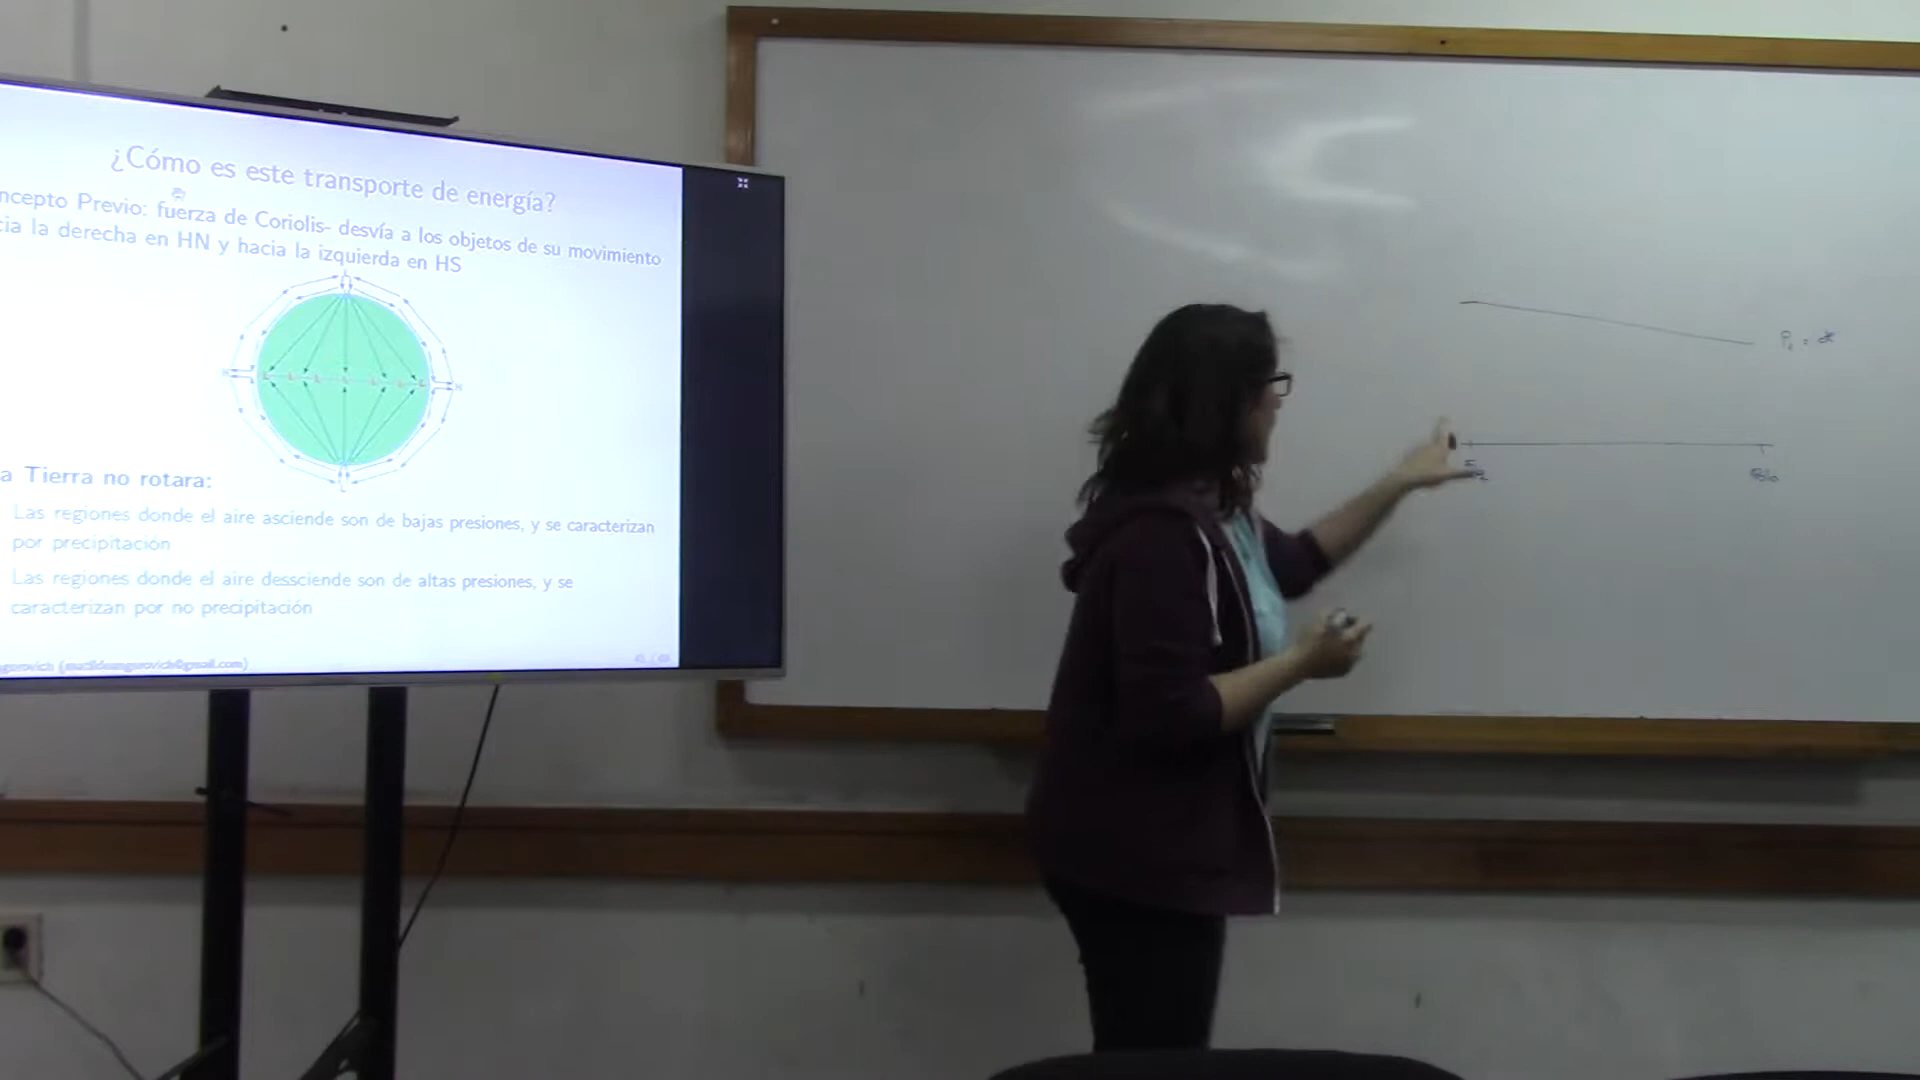 ¿Cómo es este transporte de energía?
ncepto Previo: fuerza de Coriolis- desvía a los objetos de su movimiento
cia la derecha en HN y hacia la izquierda en HS
a Tierra no rotara:
Las regiones donde el aire asciende son de bajas presiones, y se caracterizan
por precipitación
Las regiones donde el aire dessciende son de altas presiones, y se
caracterizan por no precipitación